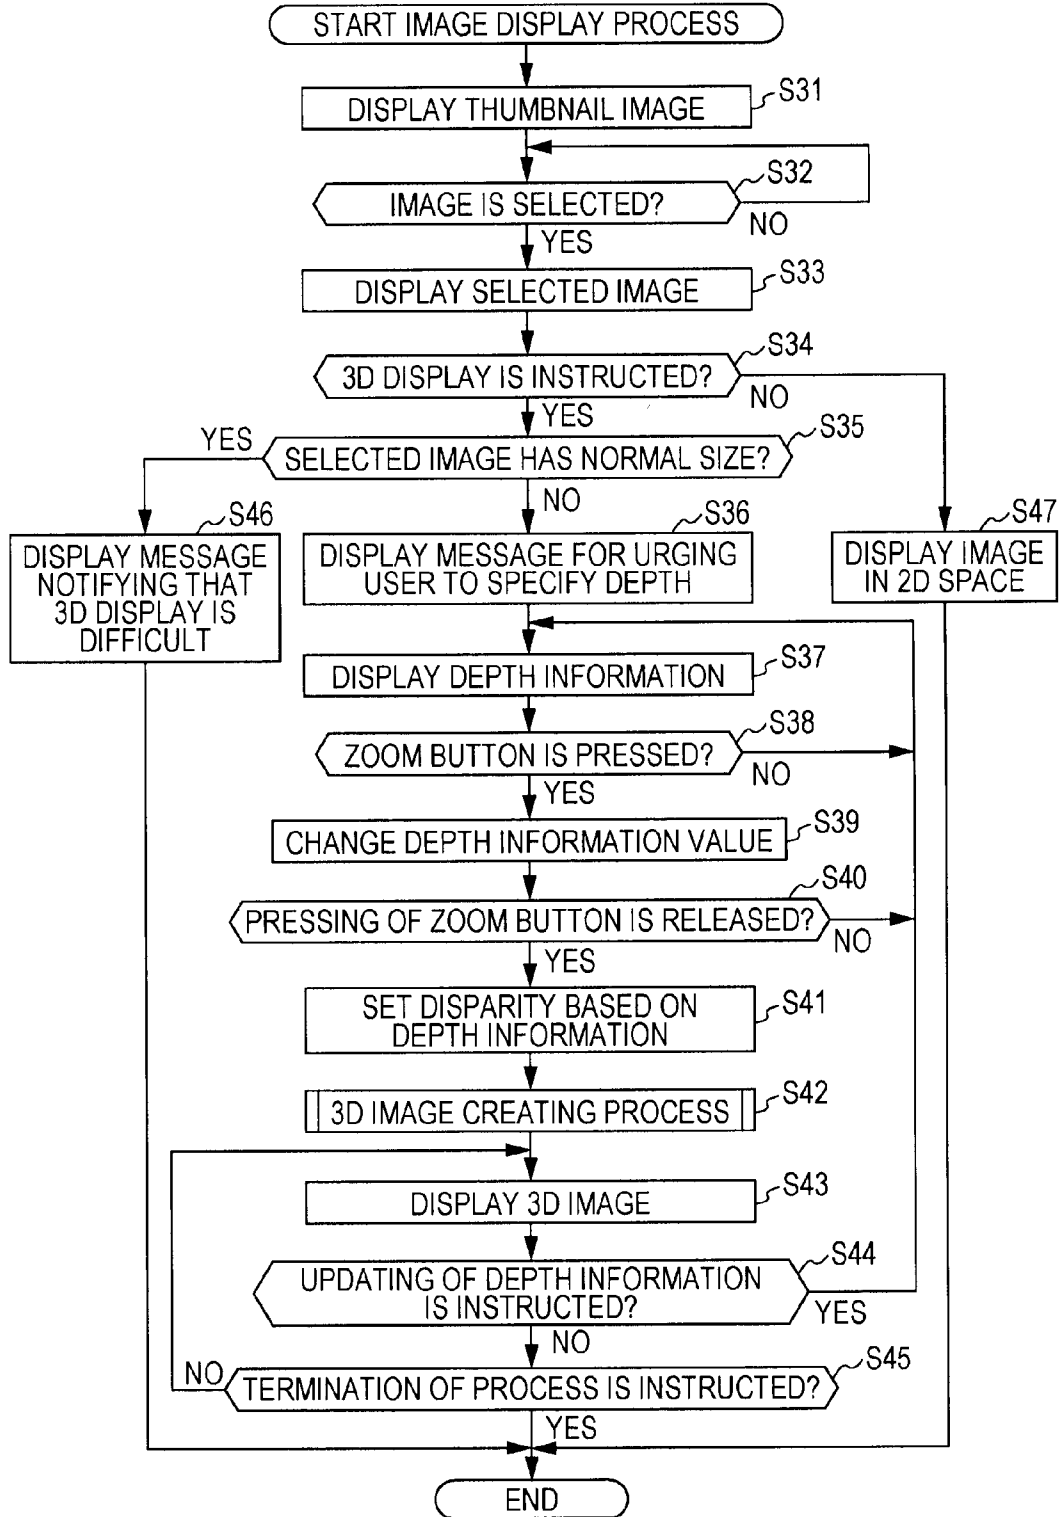 START IMAGE DISPLAY PROCESS
S31
DISPLAY THUMBNAIL IMAGE
S32
IMAGE IS SELECTED?
NO
YES
S33
DISPLAY SELECTED IMAGE
S34
3D DISPLAY IS INSTRUCTED?
NO
YES
S35
YES
SELECTED IMAGE HAS NORMAL SIZE?
NO
S46
DISPLAY MESSAGE
NOTIFYING THAT
3D DISPLAY IS
DIFFICULT
S36
DISPLAY MESSAGE FOR URGING
USER TO SPECIFY DEPTH
S47
DISPLAY IMAGE
IN 2D SPACE
S37
DISPLAY DEPTH INFORMATION
S38
ZOOM BUTTON IS PRESSED?
NO
YES
S39
CHANGE DEPTH INFORMATION VALUE
S40
PRESSING OF ZOOM BUTTON IS RELEASED?
NO
YES
S41
SET DISPARITY BASED ON
DEPTH INFORMATION
S42
3D IMAGE CREATING PROCESS
S43
DISPLAY 3D IMAGE
S44
UPDATING OF DEPTH INFORMATION
IS INSTRUCTED?
YES
NO
S45
NO
TERMINATION OF PROCESS IS INSTRUCTED?
YES
END